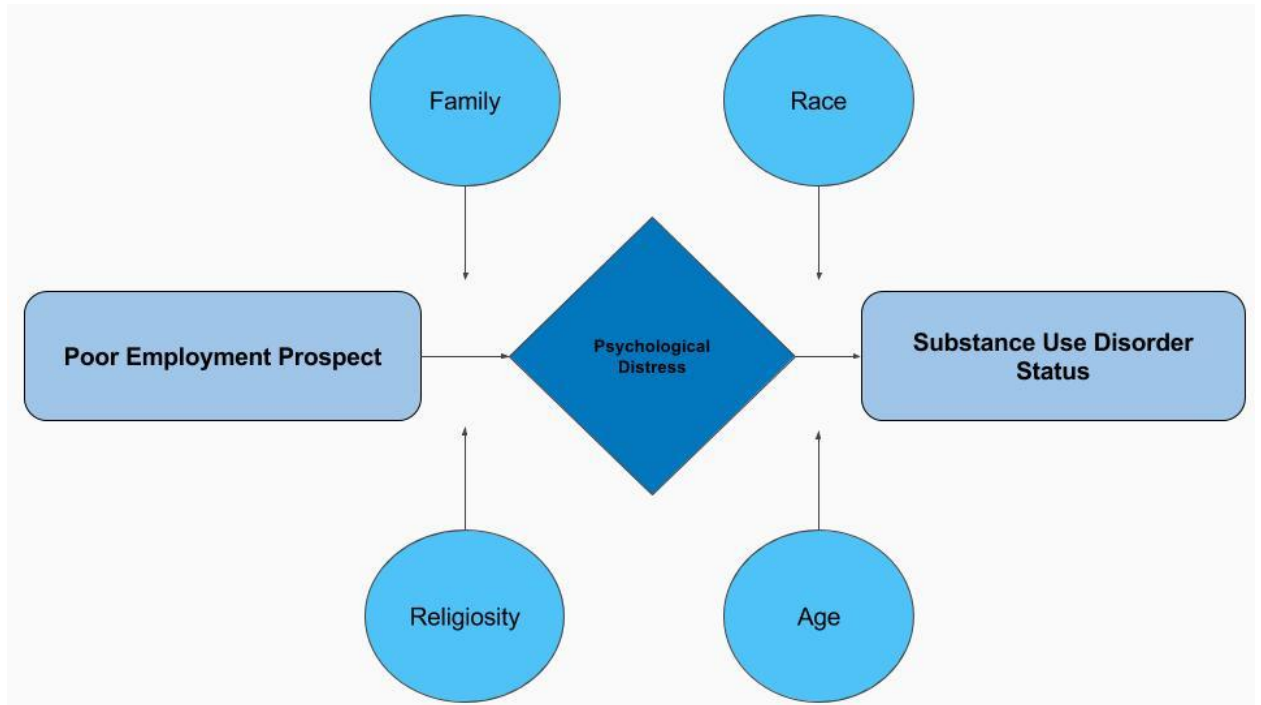 Family
Race
Poor Employment Prospect
Psychological
Distress
Substance Use Disorder
Status
Religiosity
Age